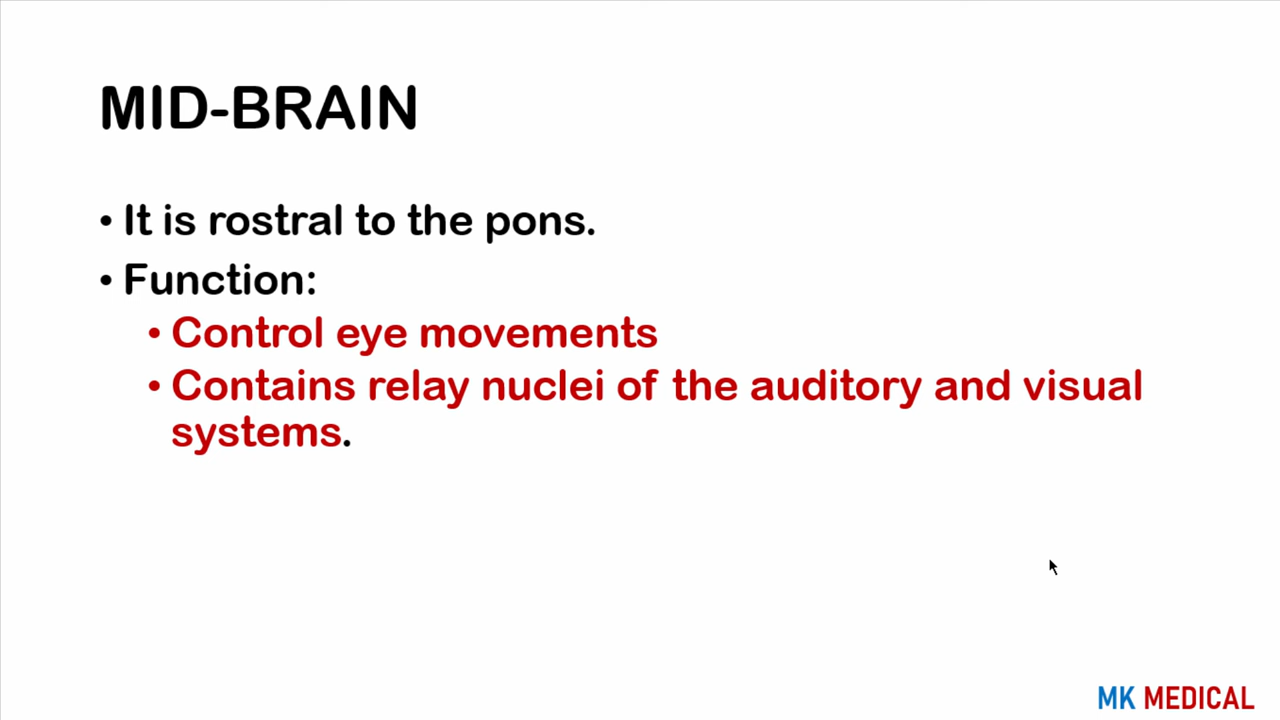 MID-BRAIN
• It is rostral to the pons.
• Function:
• Control eye movements
• Contains relay nuclei of the auditory and visual
systems.
MK MEDICAL